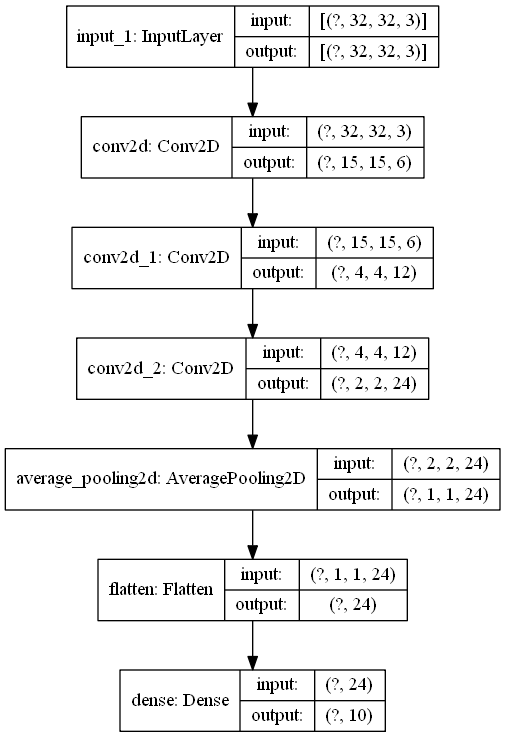 input_1: InputLayer
input: [(?, 32, 32, 3)]
output: [(?, 32, 32, 3)]
conv2d: Conv2D
input: (?, 32, 32, 3)
output: (?, 15, 15, 6)
conv2d_1: Conv2D
input: (?, 15, 15, 6)
output: (?, 4, 4, 12)
conv2d_2: Conv2D
input: (?, 4, 4, 12)
output: (?, 2, 2, 24)
average_pooling2d: AveragePooling2D
input: (?, 2, 2, 24)
output: (?, 1, 1, 24)
flatten: Flatten
input: (?, 1, 1, 24)
output: (?, 24)
dense: Dense
input: (?, 24)
output: (?, 10)